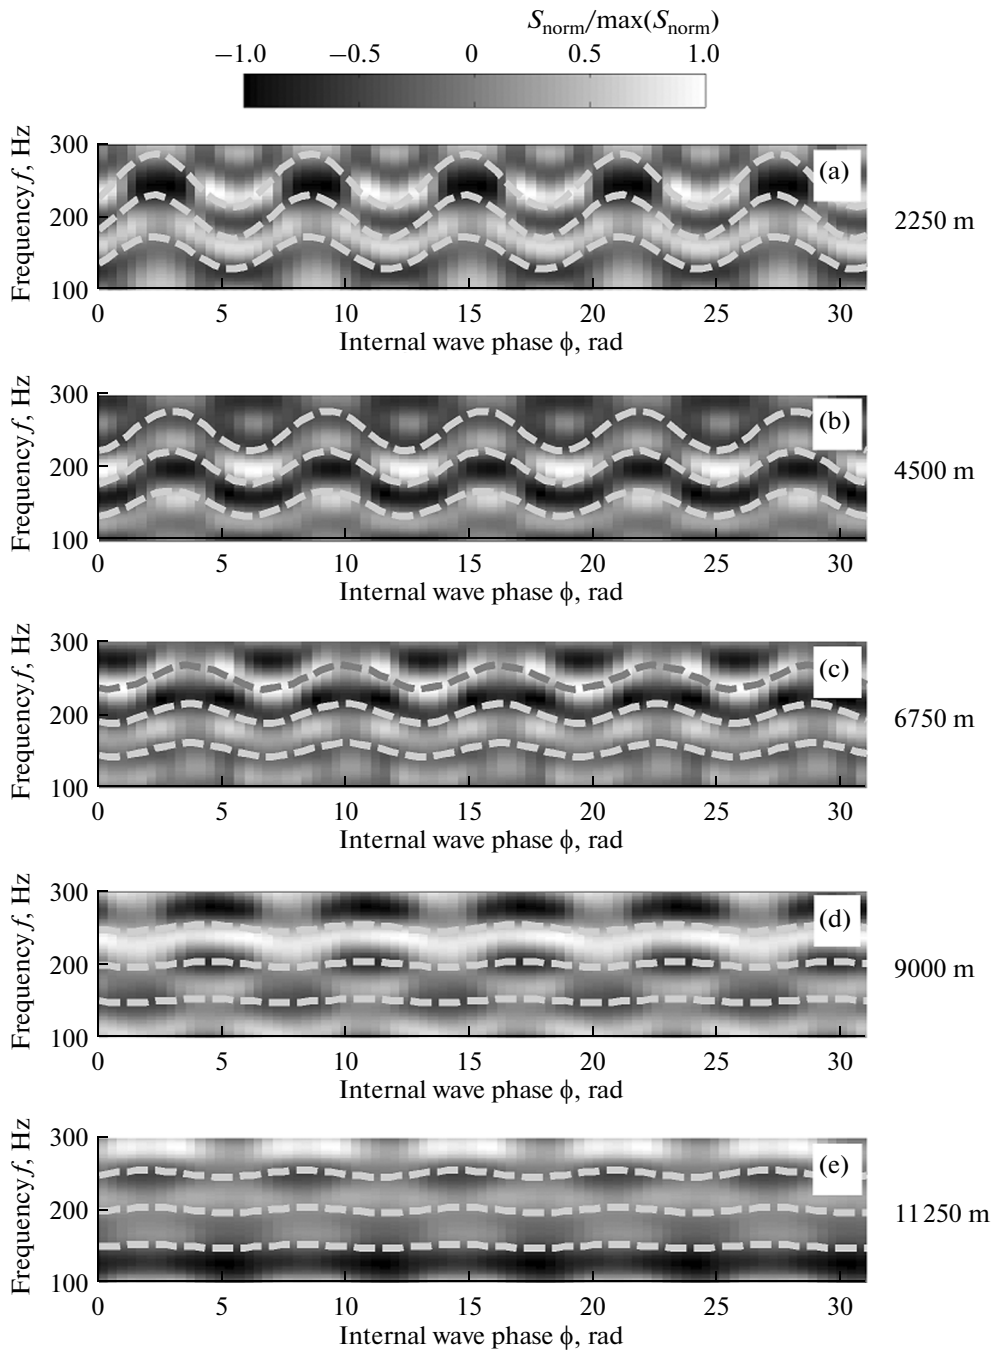 S_norm/max(S_norm)
−1.0 −0.5 0 0.5 1.0
Frequency f, Hz
300
200
100
(a)
2250 m
0 5 10 15 20 25 30
Internal wave phase ϕ, rad
Frequency f, Hz
300
200
100
(b)
4500 m
0 5 10 15 20 25 30
Internal wave phase ϕ, rad
Frequency f, Hz
300
200
100
(c)
6750 m
0 5 10 15 20 25 30
Internal wave phase ϕ, rad
Frequency f, Hz
300
200
100
(d)
9000 m
0 5 10 15 20 25 30
Internal wave phase ϕ, rad
Frequency f, Hz
300
200
100
(e)
11 250 m
0 5 10 15 20 25 30
Internal wave phase ϕ, rad